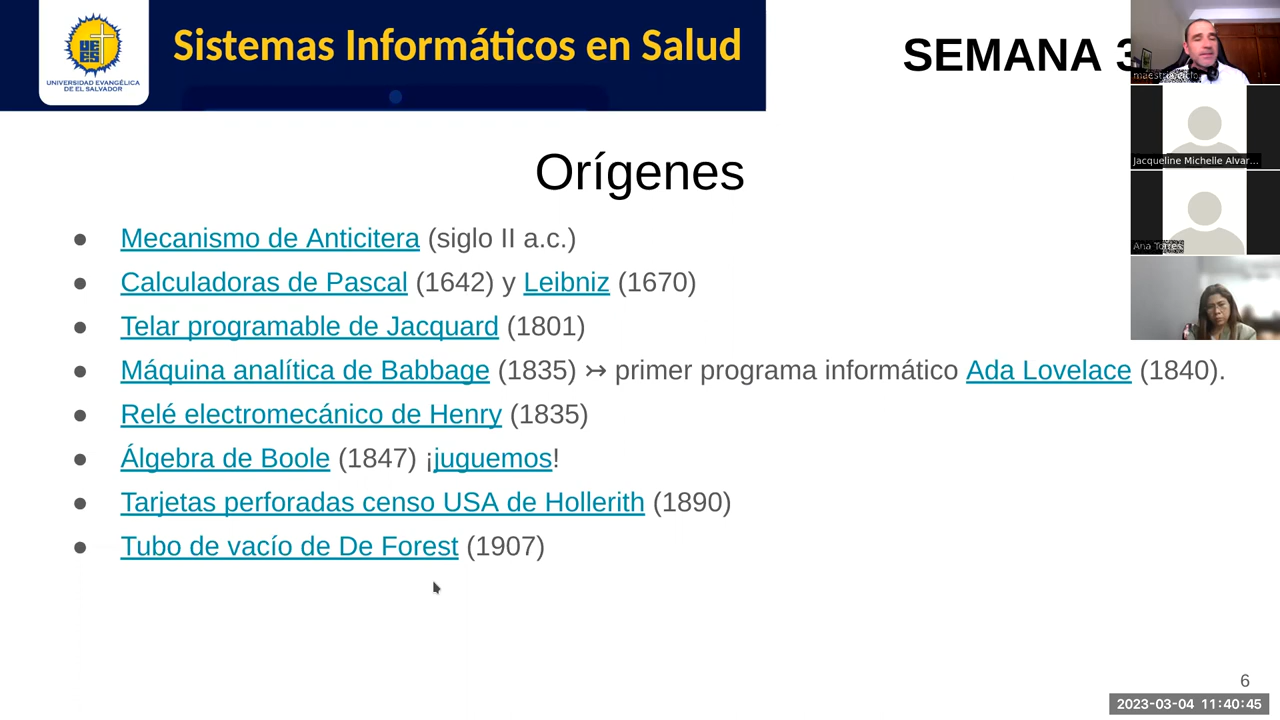 Sistemas Informáticos en Salud
SEMANA 3
UNIVERSIDAD EVANGÉLICA
DE EL SALVADOR
Orígenes
● Mecanismo de Anticitera (siglo II a.c.)
● Calculadoras de Pascal (1642) y Leibniz (1670)
● Telar programable de Jacquard (1801)
● Máquina analítica de Babbage (1835) ↣ primer programa informático Ada Lovelace (1840).
● Relé electromecánico de Henry (1835)
● Álgebra de Boole (1847) ¡juguemos!
● Tarjetas perforadas censo USA de Hollerith (1890)
● Tubo de vacío de De Forest (1907)
Jacqueline Michelle Alvar...
Ana Torres
6
2023-03-04 11:40:45